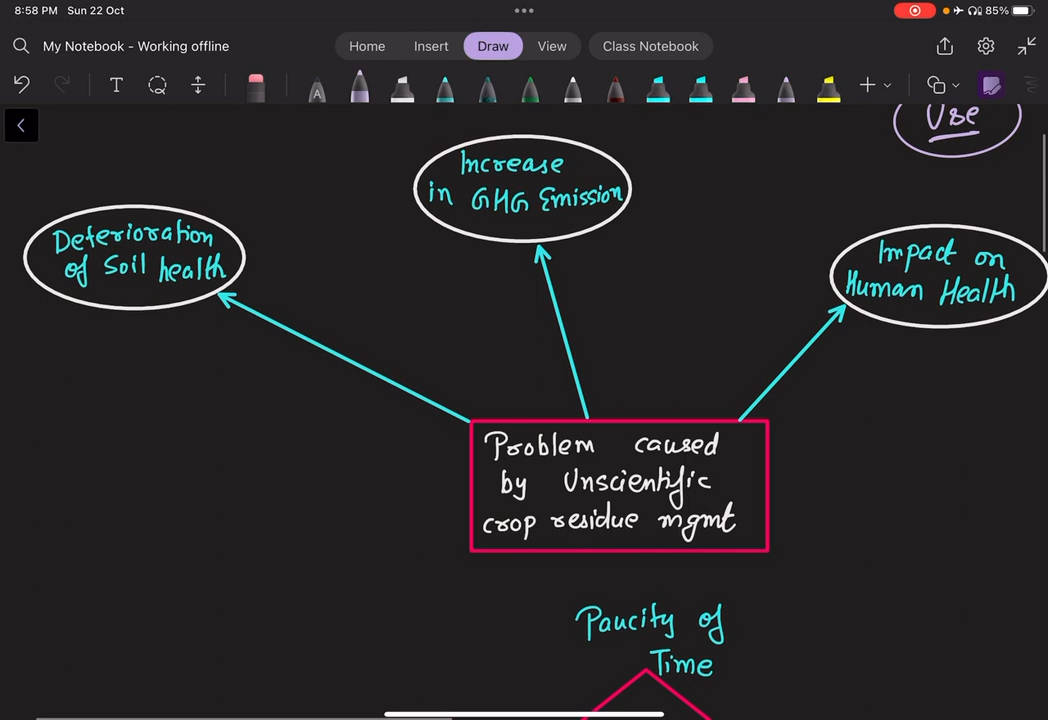 8:58 PM Sun 22 Oct
85%
My Notebook - Working offline
Home Insert Draw View Class Notebook
T
A
Use
Increase
in GHG Emission
Deterioration
of Soil health
Impact on
Human Health
Problem caused
by Unscientific
crop residue mgmt
Paucity of
Time